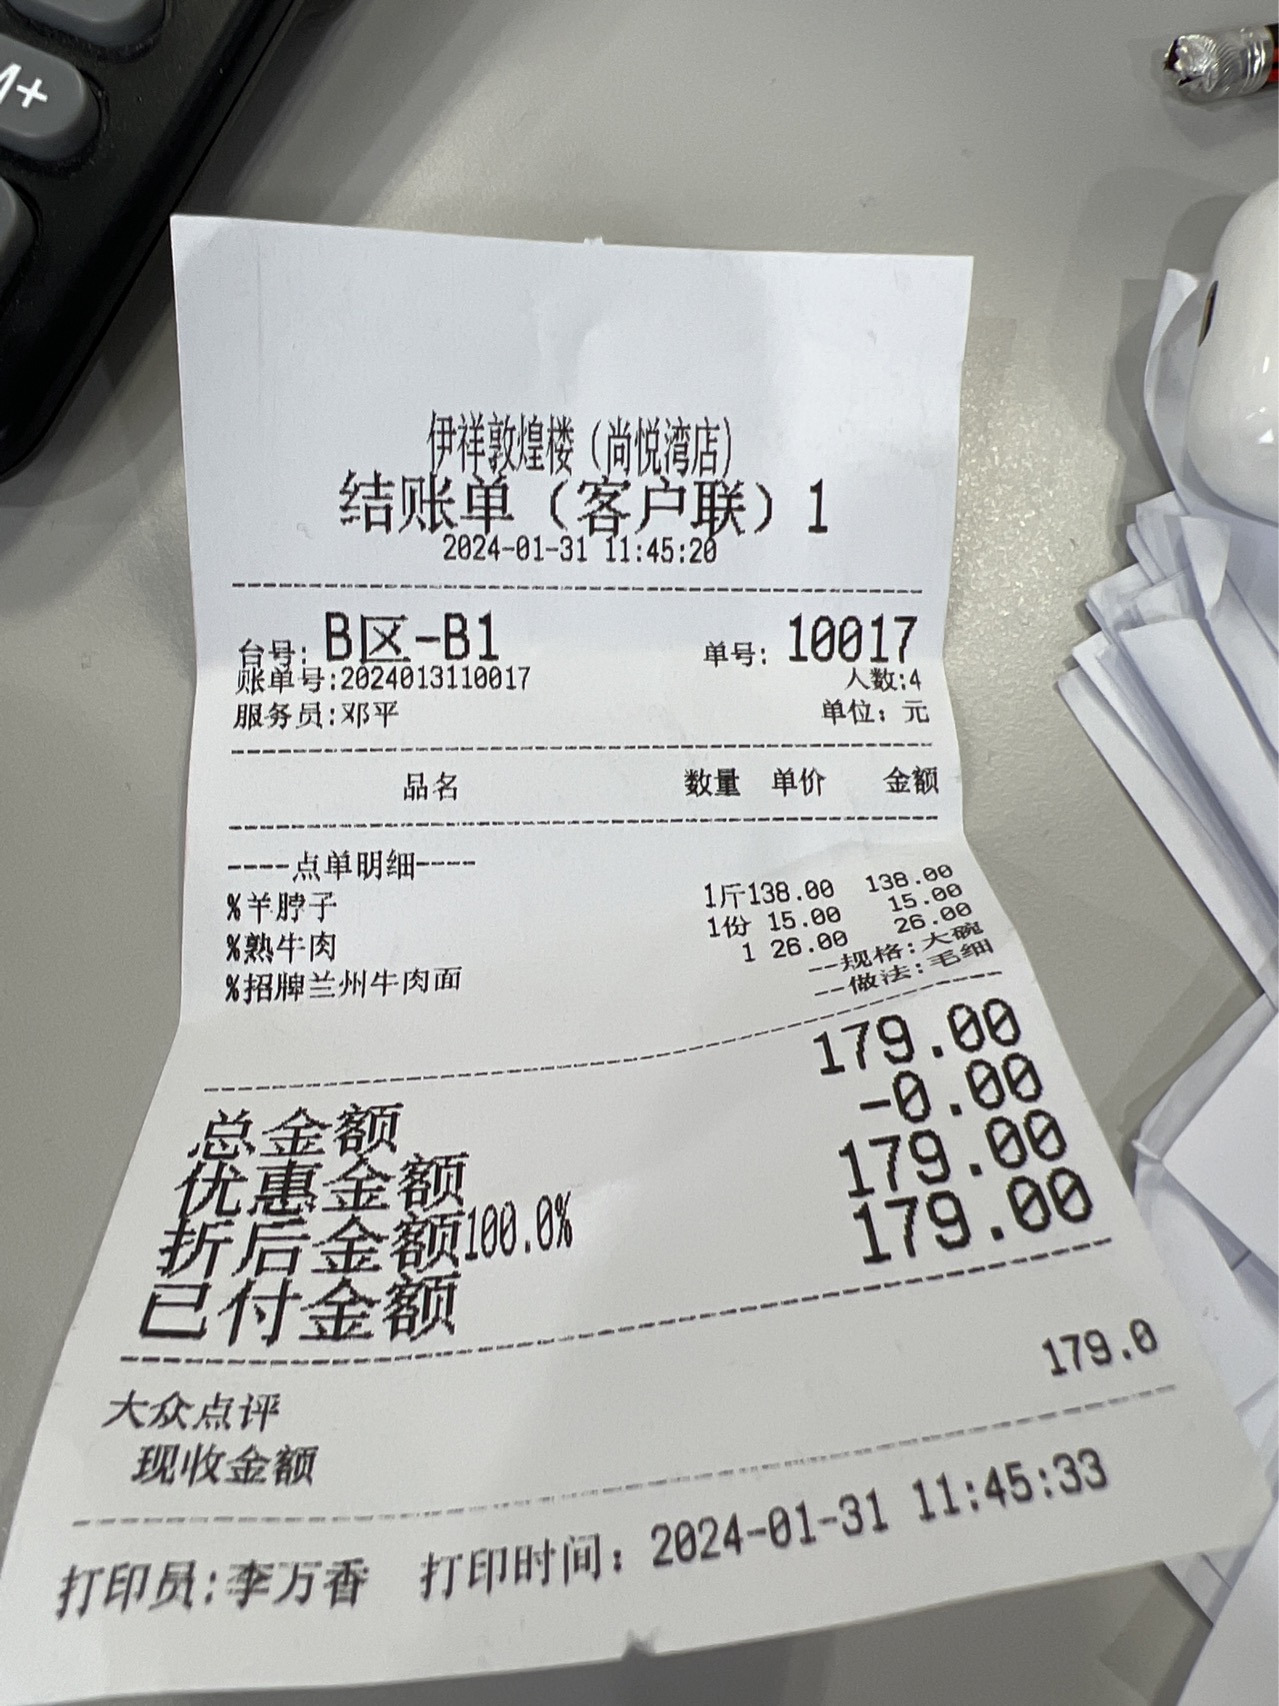 M+
伊祥敦煌楼（尚悦湾店）
结账单（客户联）1
2024-01-31 11:45:20
台号: B区-B1 单号: 10017
账单号:2024013110017 人数:4
服务员:邓平 单位: 元
品名 数量 单价 金额
----点单明细----
%羊脖子 1斤138.00 138.00
%熟牛肉 1份 15.00 15.00
%招牌兰州牛肉面 1 26.00 26.00
--规格:大碗
--做法:毛细
总金额 179.00
优惠金额 -0.00
折后金额100.0% 179.00
已付金额 179.00
大众点评
现收金额 179.0
打印员:李万香 打印时间: 2024-01-31 11:45:33